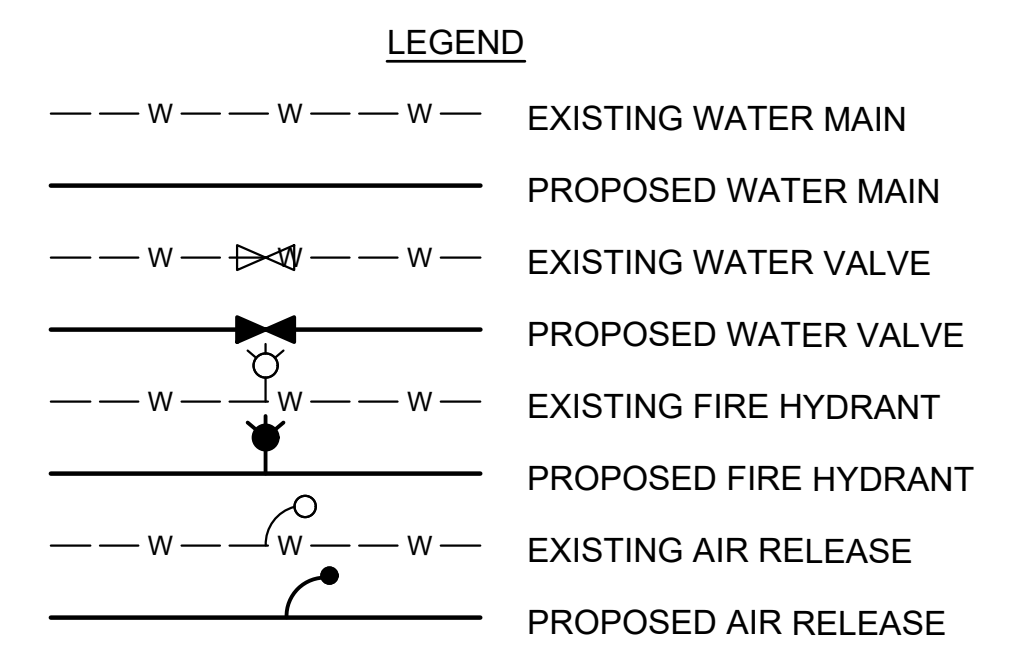 LEGEND
W W W EXISTING WATER MAIN
PROPOSED WATER MAIN
W W W EXISTING WATER VALVE
PROPOSED WATER VALVE
W W W EXISTING FIRE HYDRANT
PROPOSED FIRE HYDRANT
W W W EXISTING AIR RELEASE
PROPOSED AIR RELEASE